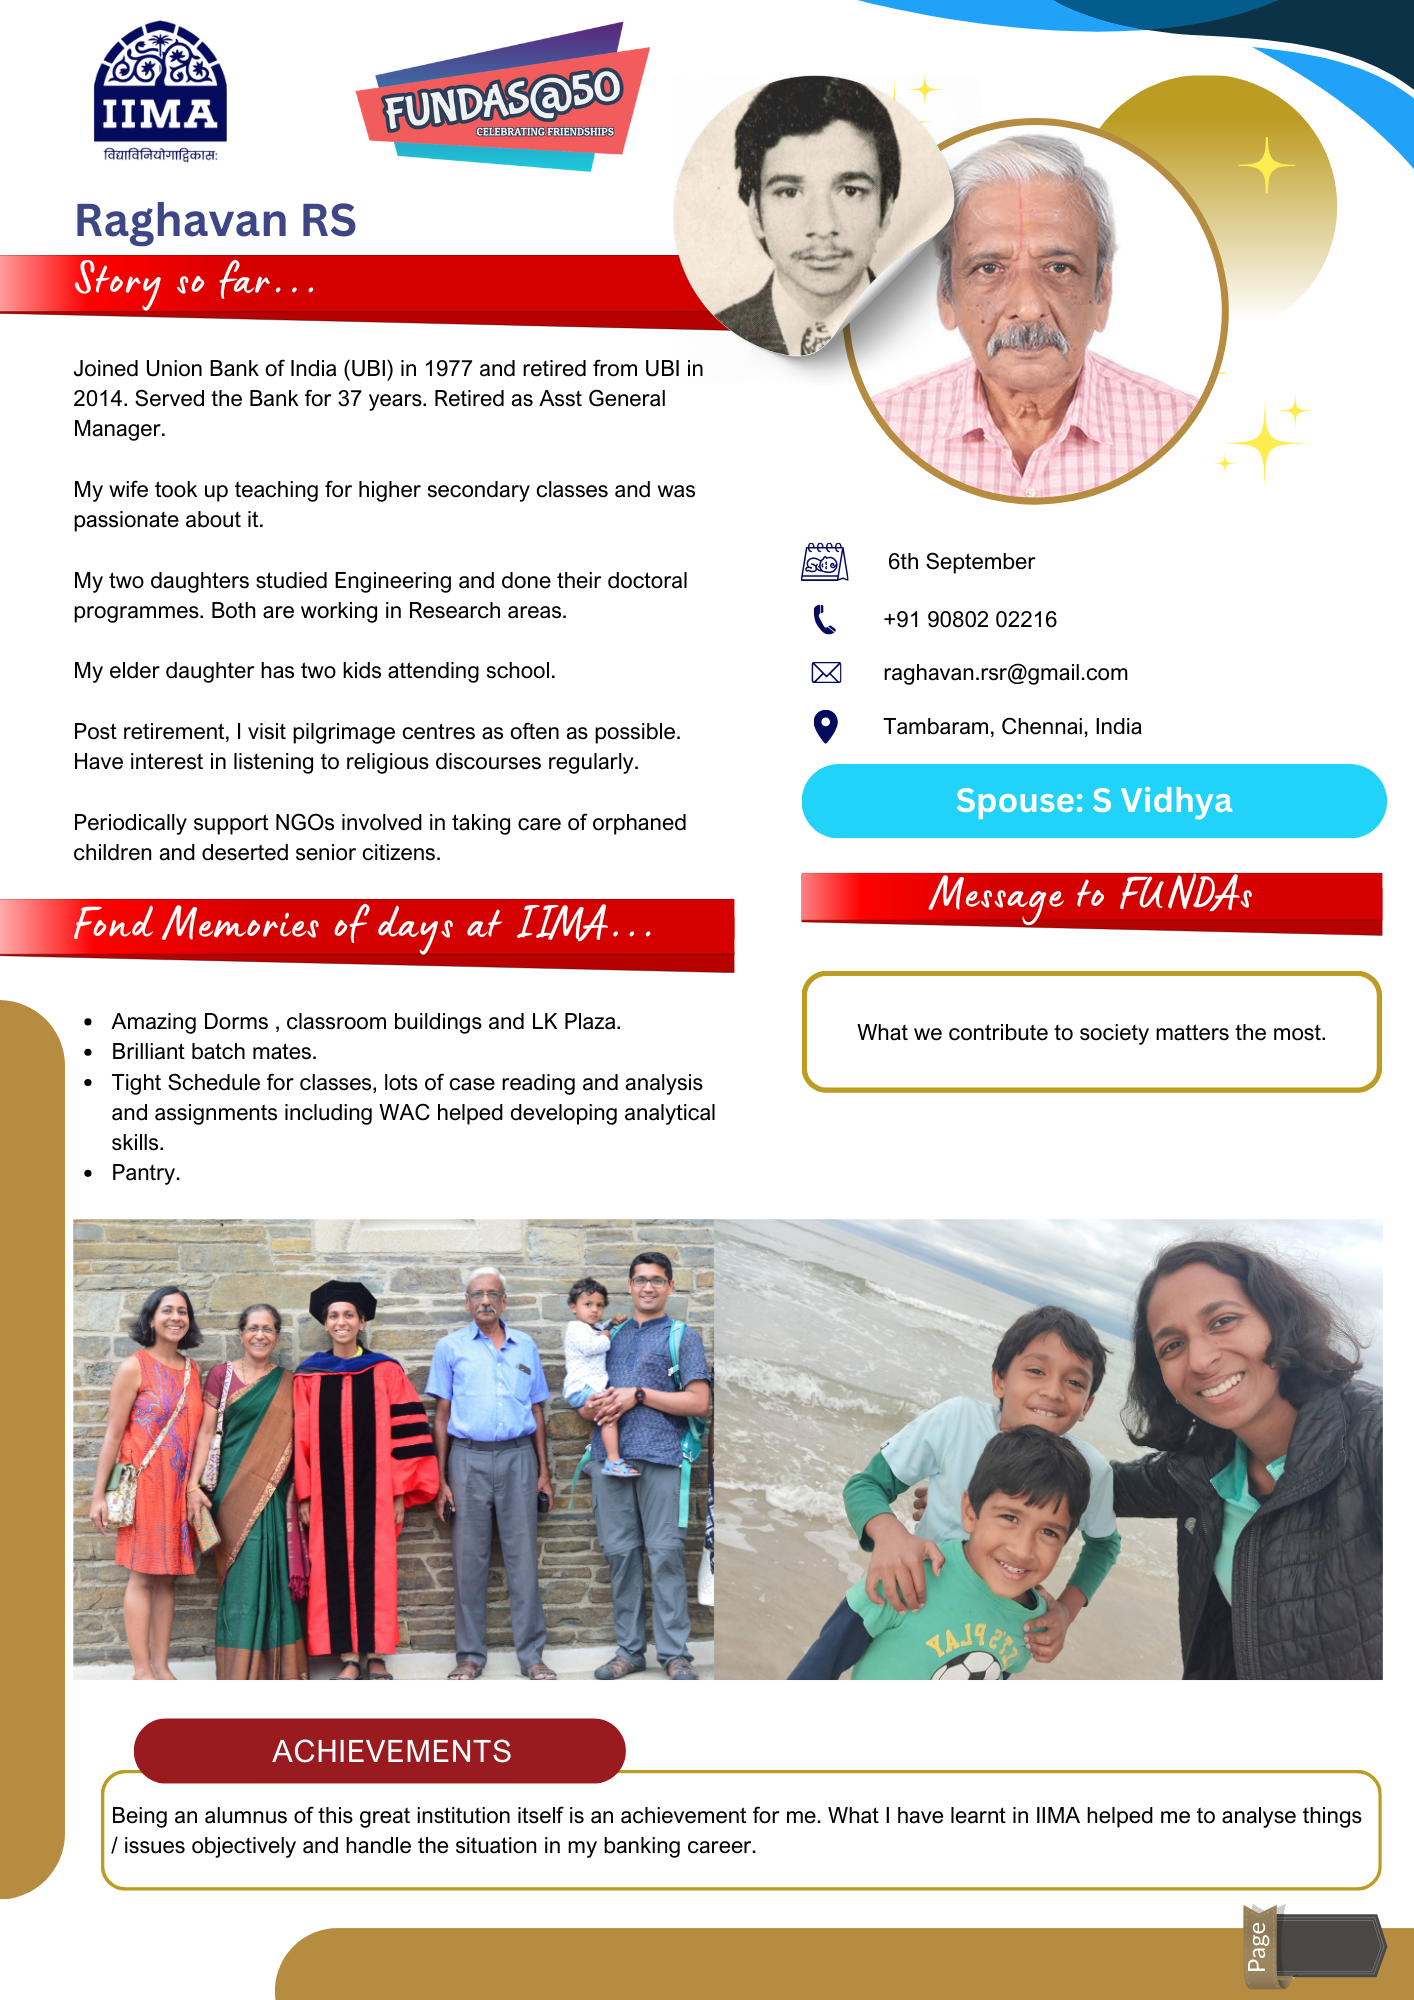 IIMA
विद्याविनियोगाद्विकास:
FUNDAS@50
CELEBRATING FRIENDSHIPS
Raghavan RS
Story so far...
Joined Union Bank of India (UBI) in 1977 and retired from UBI in
2014. Served the Bank for 37 years. Retired as Asst General
Manager.
My wife took up teaching for higher secondary classes and was
passionate about it.
My two daughters studied Engineering and done their doctoral
programmes. Both are working in Research areas.
My elder daughter has two kids attending school.
Post retirement, I visit pilgrimage centres as often as possible.
Have interest in listening to religious discourses regularly.
Periodically support NGOs involved in taking care of orphaned
children and deserted senior citizens.
6th September
+91 90802 02216
raghavan.rsr@gmail.com
Tambaram, Chennai, India
Spouse: S Vidhya
Message to FUNDAs
What we contribute to society matters the most.
Fond Memories of days at IIMA...
• Amazing Dorms , classroom buildings and LK Plaza.
• Brilliant batch mates.
• Tight Schedule for classes, lots of case reading and analysis
and assignments including WAC helped developing analytical
skills.
• Pantry.
LET'S PLAY
ACHIEVEMENTS
Being an alumnus of this great institution itself is an achievement for me. What I have learnt in IIMA helped me to analyse things
/ issues objectively and handle the situation in my banking career.
Page